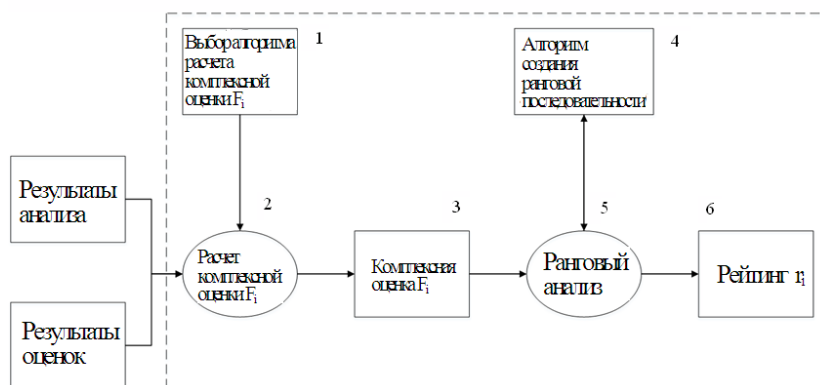 1
Выбор алгоритма
расчета
комплексной
оценки Fi
4
Алгоритм
создания
ранговой
последовательности
Результаты
анализа
Результаты
оценок
2
Расчет
комплексной
оценки Fi
3
Комплексная
оценка Fi
5
Ранговый
анализ
6
Рейтинг ri